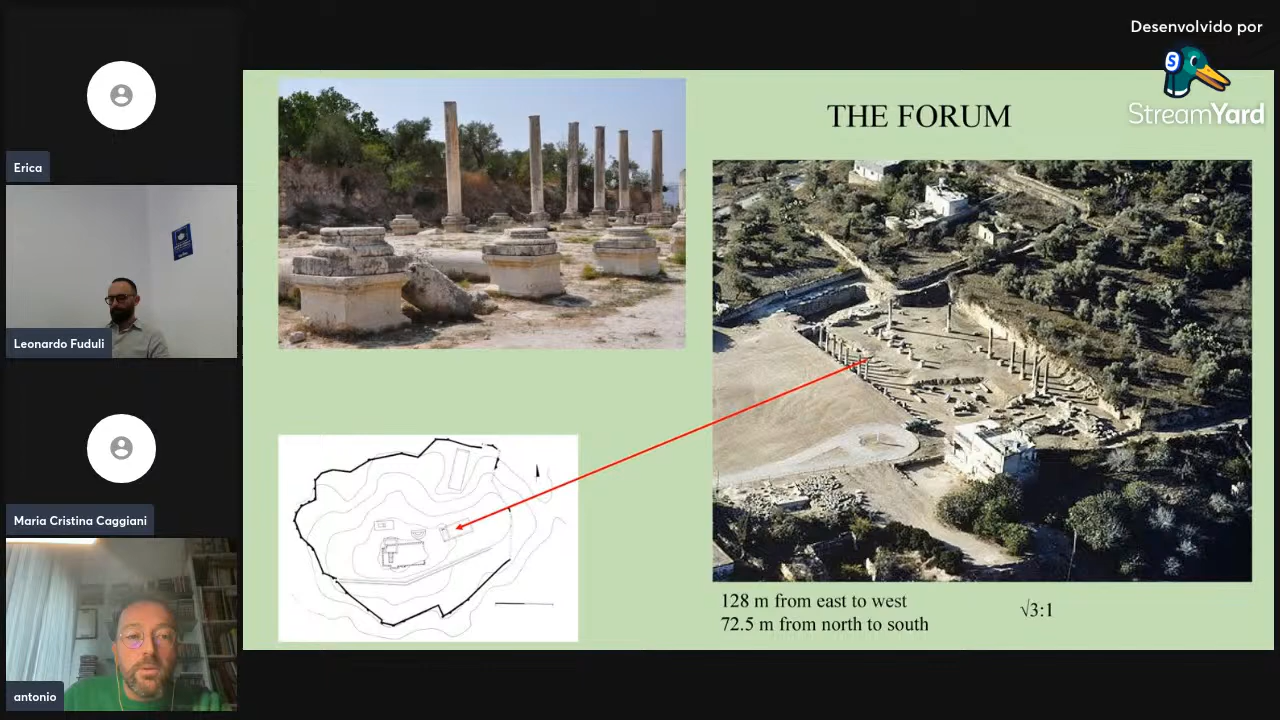 Desenvolvido por
StreamYard
Erica
Leonardo Fuduli
Maria Cristina Caggiani
antonio
THE FORUM
128 m from east to west
72.5 m from north to south
√3:1